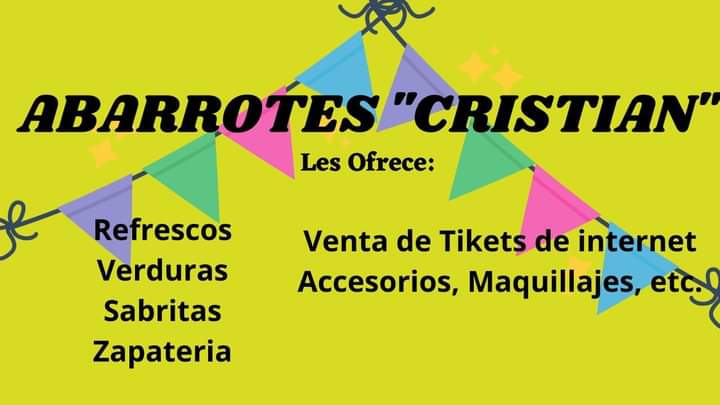 ABARROTES "CRISTIAN"
Les Ofrece:
Refrescos
Verduras
Sabritas
Zapateria
Venta de Tikets de internet
Accesorios, Maquillajes, etc.